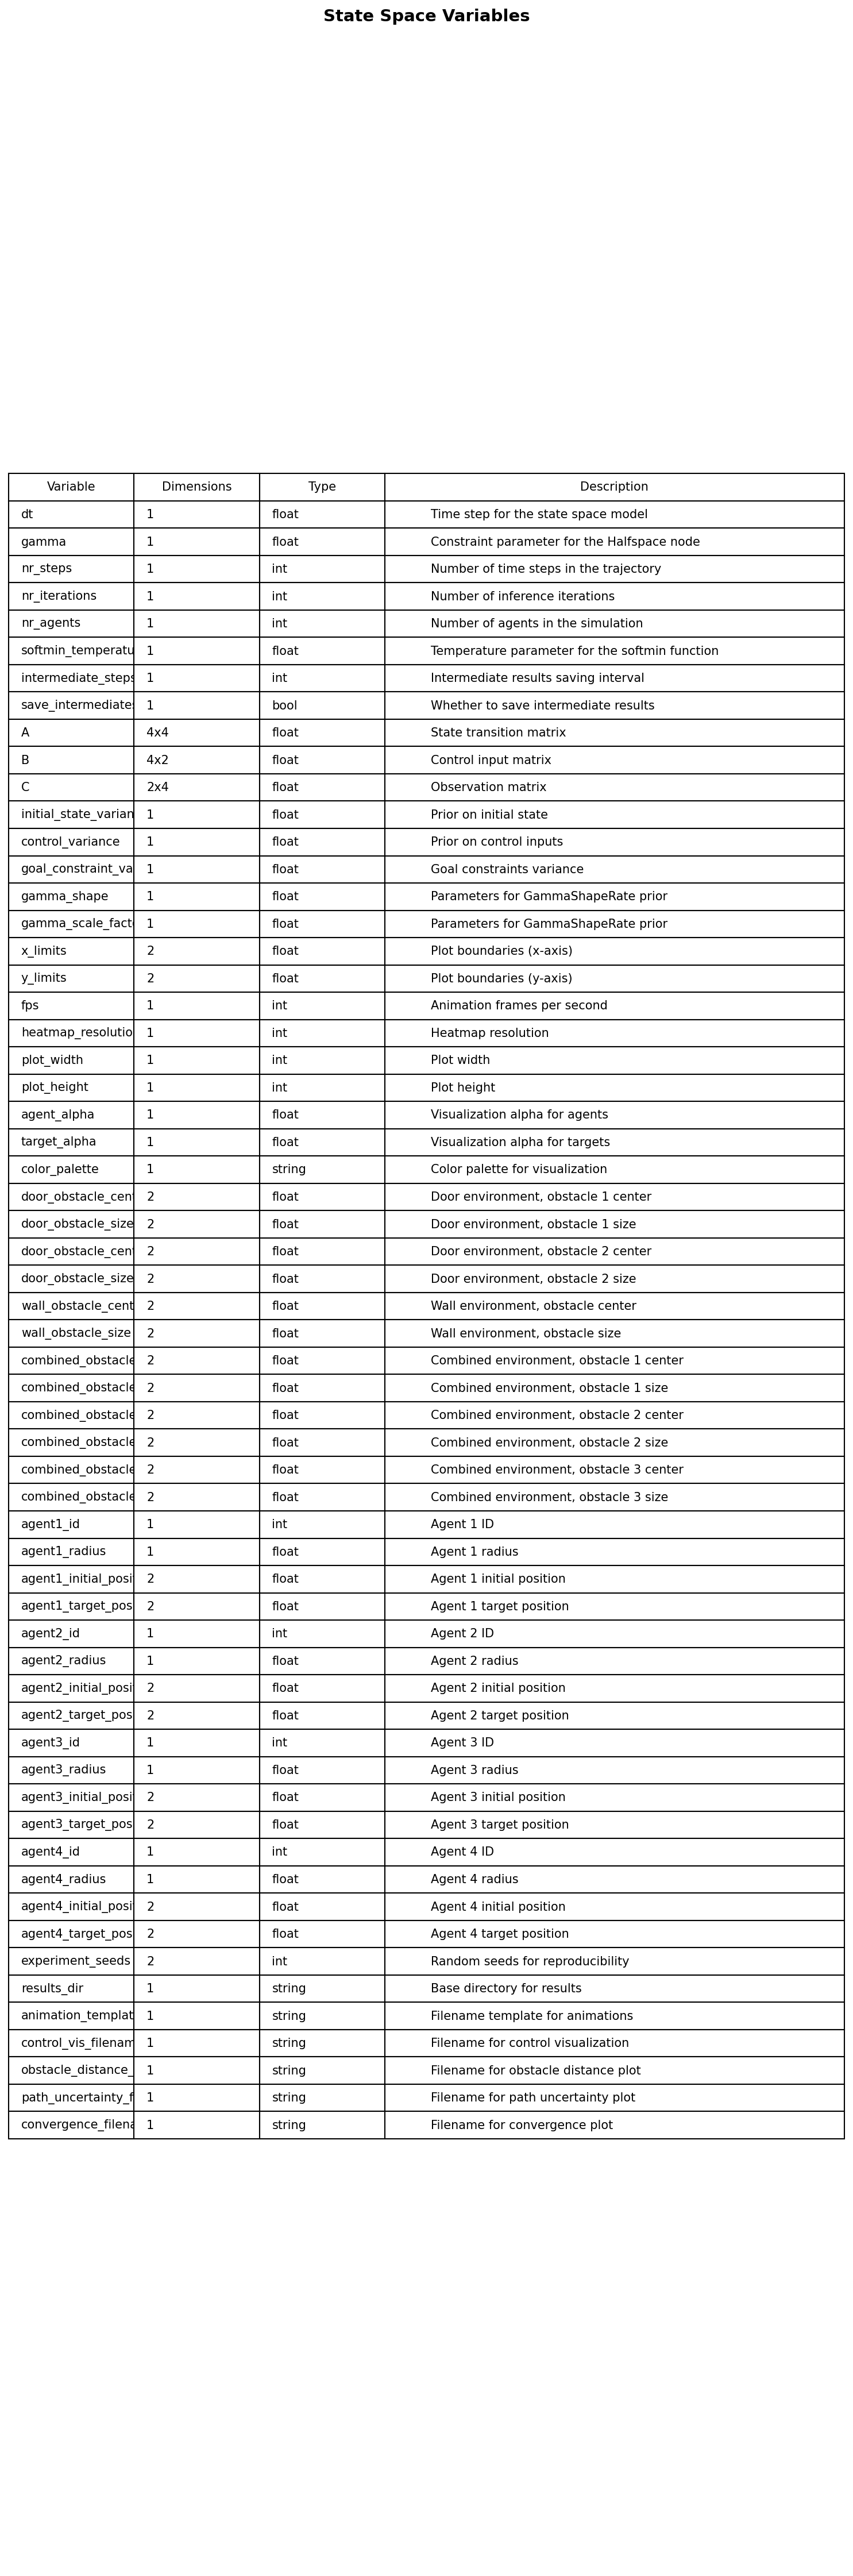 State Space Variables
Variable Dimensions Type Description
dt 1 float Time step for the state space model
gamma 1 float Constraint parameter for the Halfspace node
nr_steps 1 int Number of time steps in the trajectory
nr_iterations 1 int Number of inference iterations
nr_agents 1 int Number of agents in the simulation
softmin_temperatu 1 float Temperature parameter for the softmin function
intermediate_steps 1 int Intermediate results saving interval
save_intermediates 1 bool Whether to save intermediate results
A 4x4 float State transition matrix
B 4x2 float Control input matrix
C 2x4 float Observation matrix
initial_state_varian 1 float Prior on initial state
control_variance 1 float Prior on control inputs
goal_constraint_va 1 float Goal constraints variance
gamma_shape 1 float Parameters for GammaShapeRate prior
gamma_scale_facto 1 float Parameters for GammaShapeRate prior
x_limits 2 float Plot boundaries (x-axis)
y_limits 2 float Plot boundaries (y-axis)
fps 1 int Animation frames per second
heatmap_resolutio 1 int Heatmap resolution
plot_width 1 int Plot width
plot_height 1 int Plot height
agent_alpha 1 float Visualization alpha for agents
target_alpha 1 float Visualization alpha for targets
color_palette 1 string Color palette for visualization
door_obstacle_cent 2 float Door environment, obstacle 1 center
door_obstacle_size 2 float Door environment, obstacle 1 size
door_obstacle_cent 2 float Door environment, obstacle 2 center
door_obstacle_size 2 float Door environment, obstacle 2 size
wall_obstacle_cent 2 float Wall environment, obstacle center
wall_obstacle_size 2 float Wall environment, obstacle size
combined_obstacle 2 float Combined environment, obstacle 1 center
combined_obstacle 2 float Combined environment, obstacle 1 size
combined_obstacle 2 float Combined environment, obstacle 2 center
combined_obstacle 2 float Combined environment, obstacle 2 size
combined_obstacle 2 float Combined environment, obstacle 3 center
combined_obstacle 2 float Combined environment, obstacle 3 size
agent1_id 1 int Agent 1 ID
agent1_radius 1 float Agent 1 radius
agent1_initial_posit 2 float Agent 1 initial position
agent1_target_pos 2 float Agent 1 target position
agent2_id 1 int Agent 2 ID
agent2_radius 1 float Agent 2 radius
agent2_initial_posit 2 float Agent 2 initial position
agent2_target_pos 2 float Agent 2 target position
agent3_id 1 int Agent 3 ID
agent3_radius 1 float Agent 3 radius
agent3_initial_posit 2 float Agent 3 initial position
agent3_target_pos 2 float Agent 3 target position
agent4_id 1 int Agent 4 ID
agent4_radius 1 float Agent 4 radius
agent4_initial_posit 2 float Agent 4 initial position
agent4_target_pos 2 float Agent 4 target position
experiment_seeds 2 int Random seeds for reproducibility
results_dir 1 string Base directory for results
animation_templat 1 string Filename template for animations
control_vis_filenam 1 string Filename for control visualization
obstacle_distance_ 1 string Filename for obstacle distance plot
path_uncertainty_f 1 string Filename for path uncertainty plot
convergence_filena 1 string Filename for convergence plot